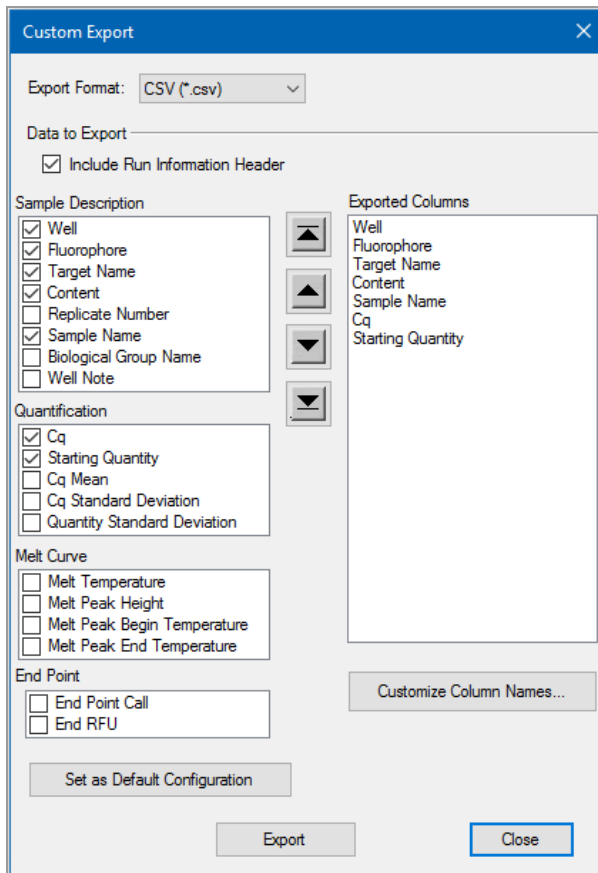 Custom Export
Export Format: CSV (*.csv)
Data to Export
Include Run Information Header
Sample Description
Well
Fluorophore
Target Name
Content
Replicate Number
Sample Name
Biological Group Name
Well Note
Quantification
Cq
Starting Quantity
Cq Mean
Cq Standard Deviation
Quantity Standard Deviation
Melt Curve
Melt Temperature
Melt Peak Height
Melt Peak Begin Temperature
Melt Peak End Temperature
End Point
End Point Call
End RFU
Exported Columns
Well
Fluorophore
Target Name
Content
Sample Name
Cq
Starting Quantity
Customize Column Names...
Set as Default Configuration
Export
Close